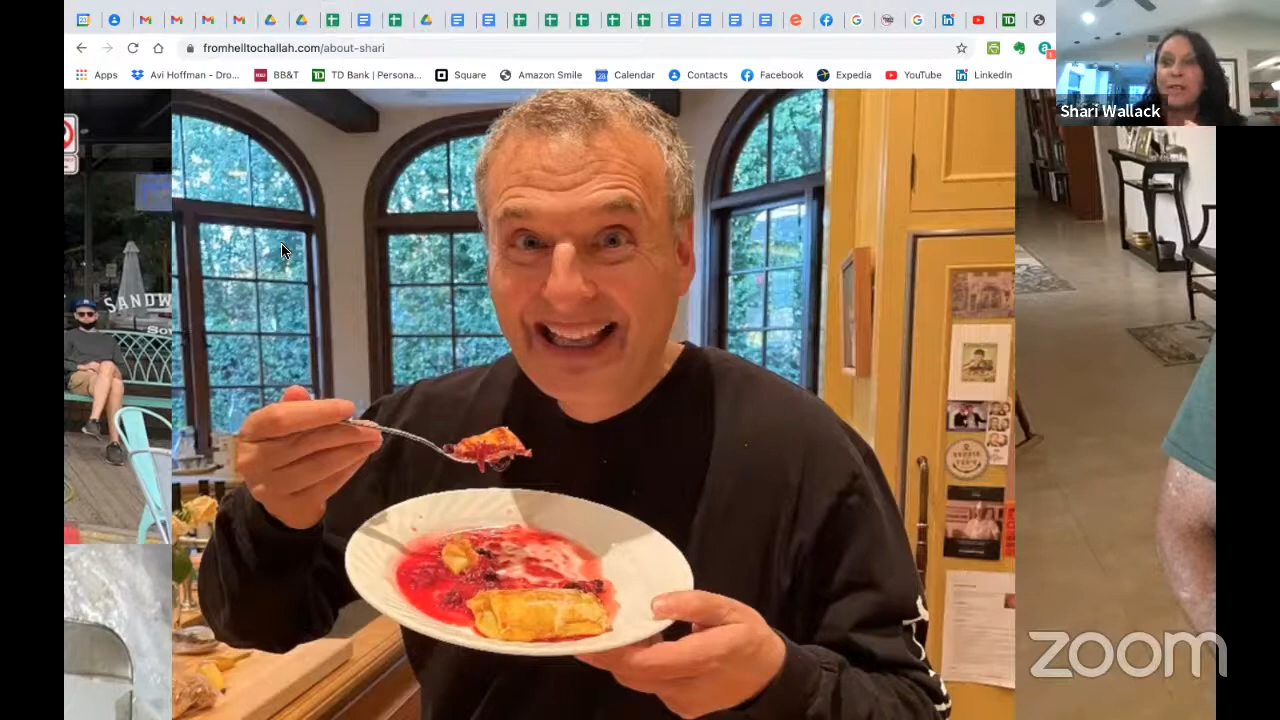 fromhelltochallah.com/about-shari
Apps
Avi Hoffman - Dro...
BB&T
TD Bank | Persona...
Square
Amazon Smile
Calendar
Contacts
Facebook
Expedia
YouTube
LinkedIn
Shari Wallack
SANDW
zoom